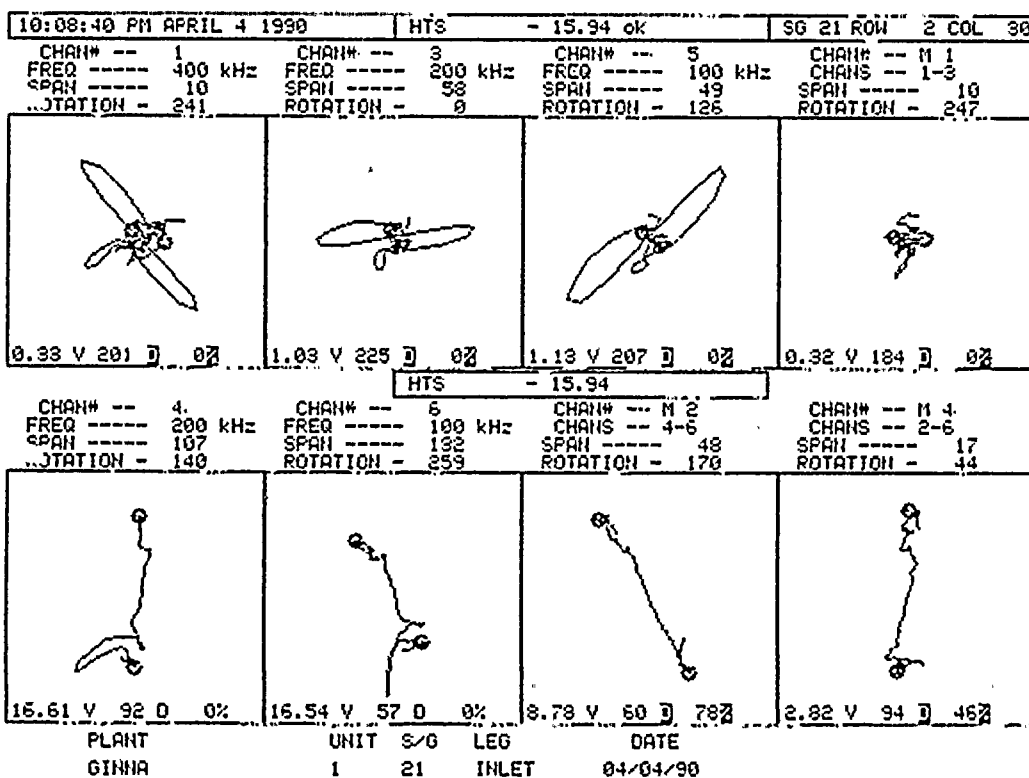 10:08:40 PM APRIL 4 1990 HTS - 15.94 oK SG 21 ROW 2 COL 30
CHAN# -- 1 CHAN# -- 3 CHAN# -- 5 CHAN# -- M 1
FREQ ----- 400 kHz FREQ ----- 200 kHz FREQ ----- 100 kHz CHANS -- 1-3
SPAN ----- 10 SPAN ----- 58 SPAN ----- 49 SPAN ----- 10
OTATION - 241 ROTATION - 0 ROTATION - 126 ROTATION - 247
0.33 V 201 D 0% 1.03 V 225 D 0% 1.13 V 207 D 0% 0.32 V 184 D 0%
HTS - 15.94
CHAN# -- 4 CHAN# -- 6 CHAN# -- M 2 CHAN# -- M 4
FREQ ----- 200 kHz FREQ ----- 100 kHz CHANS -- 4-6 CHANS -- 2-6
SPAN ----- 107 SPAN ----- 132 SPAN ----- 48 SPAN ----- 17
OTATION - 140 ROTATION - 259 ROTATION - 170 ROTATION - 44
16.61 V 92 D 0% 16.54 V 57 D 0% 8.78 V 60 D 78% 2.82 V 94 D 46%
PLANT UNIT S/G LEG DATE
GINNA 1 21 INLET 04/04/90